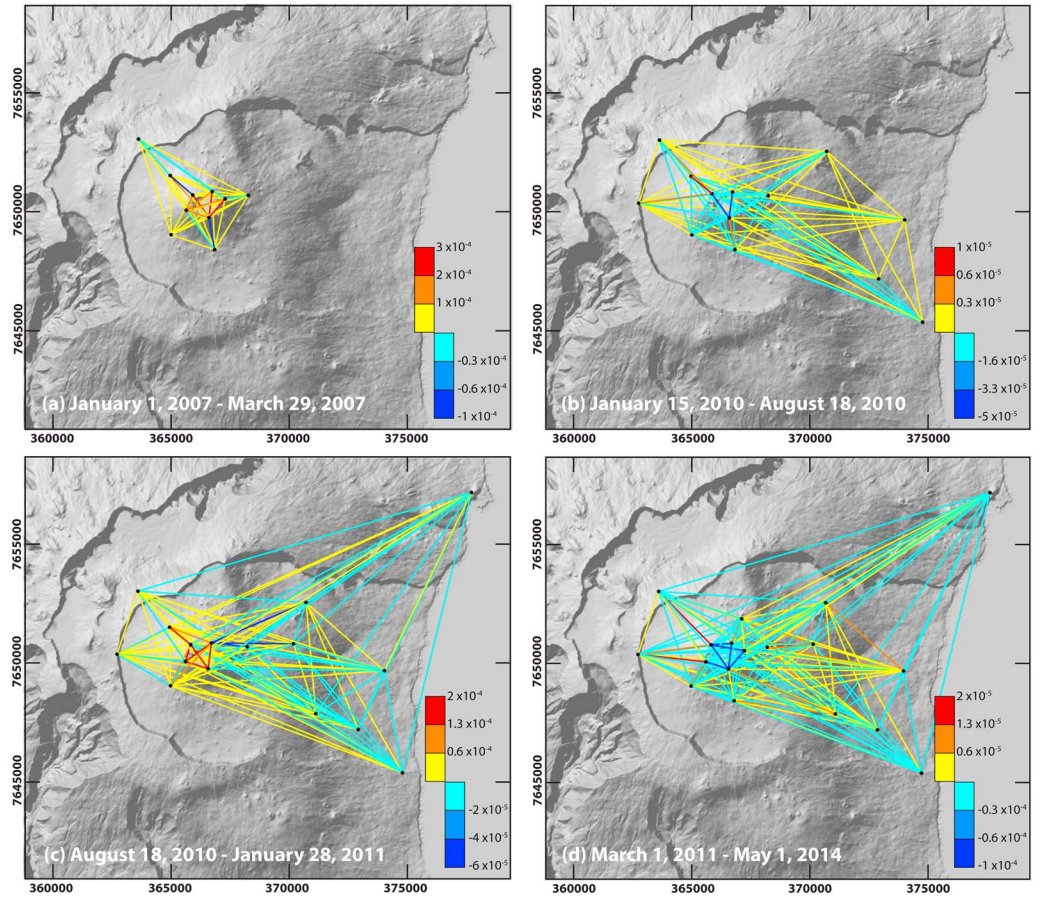 7655000
7650000
7645000
3 x10-4
2 x10-4
1 x10-4
-0.3 x10-4
-0.6 x10-4
-1 x10-4
(a) January 1, 2007 - March 29, 2007
360000 365000 370000 375000
7655000
7650000
7645000
1 x10-5
0.6 x10-5
0.3 x10-5
-1.6 x10-5
-3.3 x10-5
-5 x10-5
(b) January 15, 2010 - August 18, 2010
360000 365000 370000 375000
7655000
7650000
7645000
2 x10-4
1.3 x10-4
0.6 x10-4
-2 x10-5
-4 x10-5
-6 x10-5
(c) August 18, 2010 - January 28, 2011
360000 365000 370000 375000
7655000
7650000
7645000
2 x10-5
1.3 x10-5
0.6 x10-5
-0.3 x10-4
-0.6 x10-4
-1 x10-4
(d) March 1, 2011 - May 1, 2014
360000 365000 370000 375000